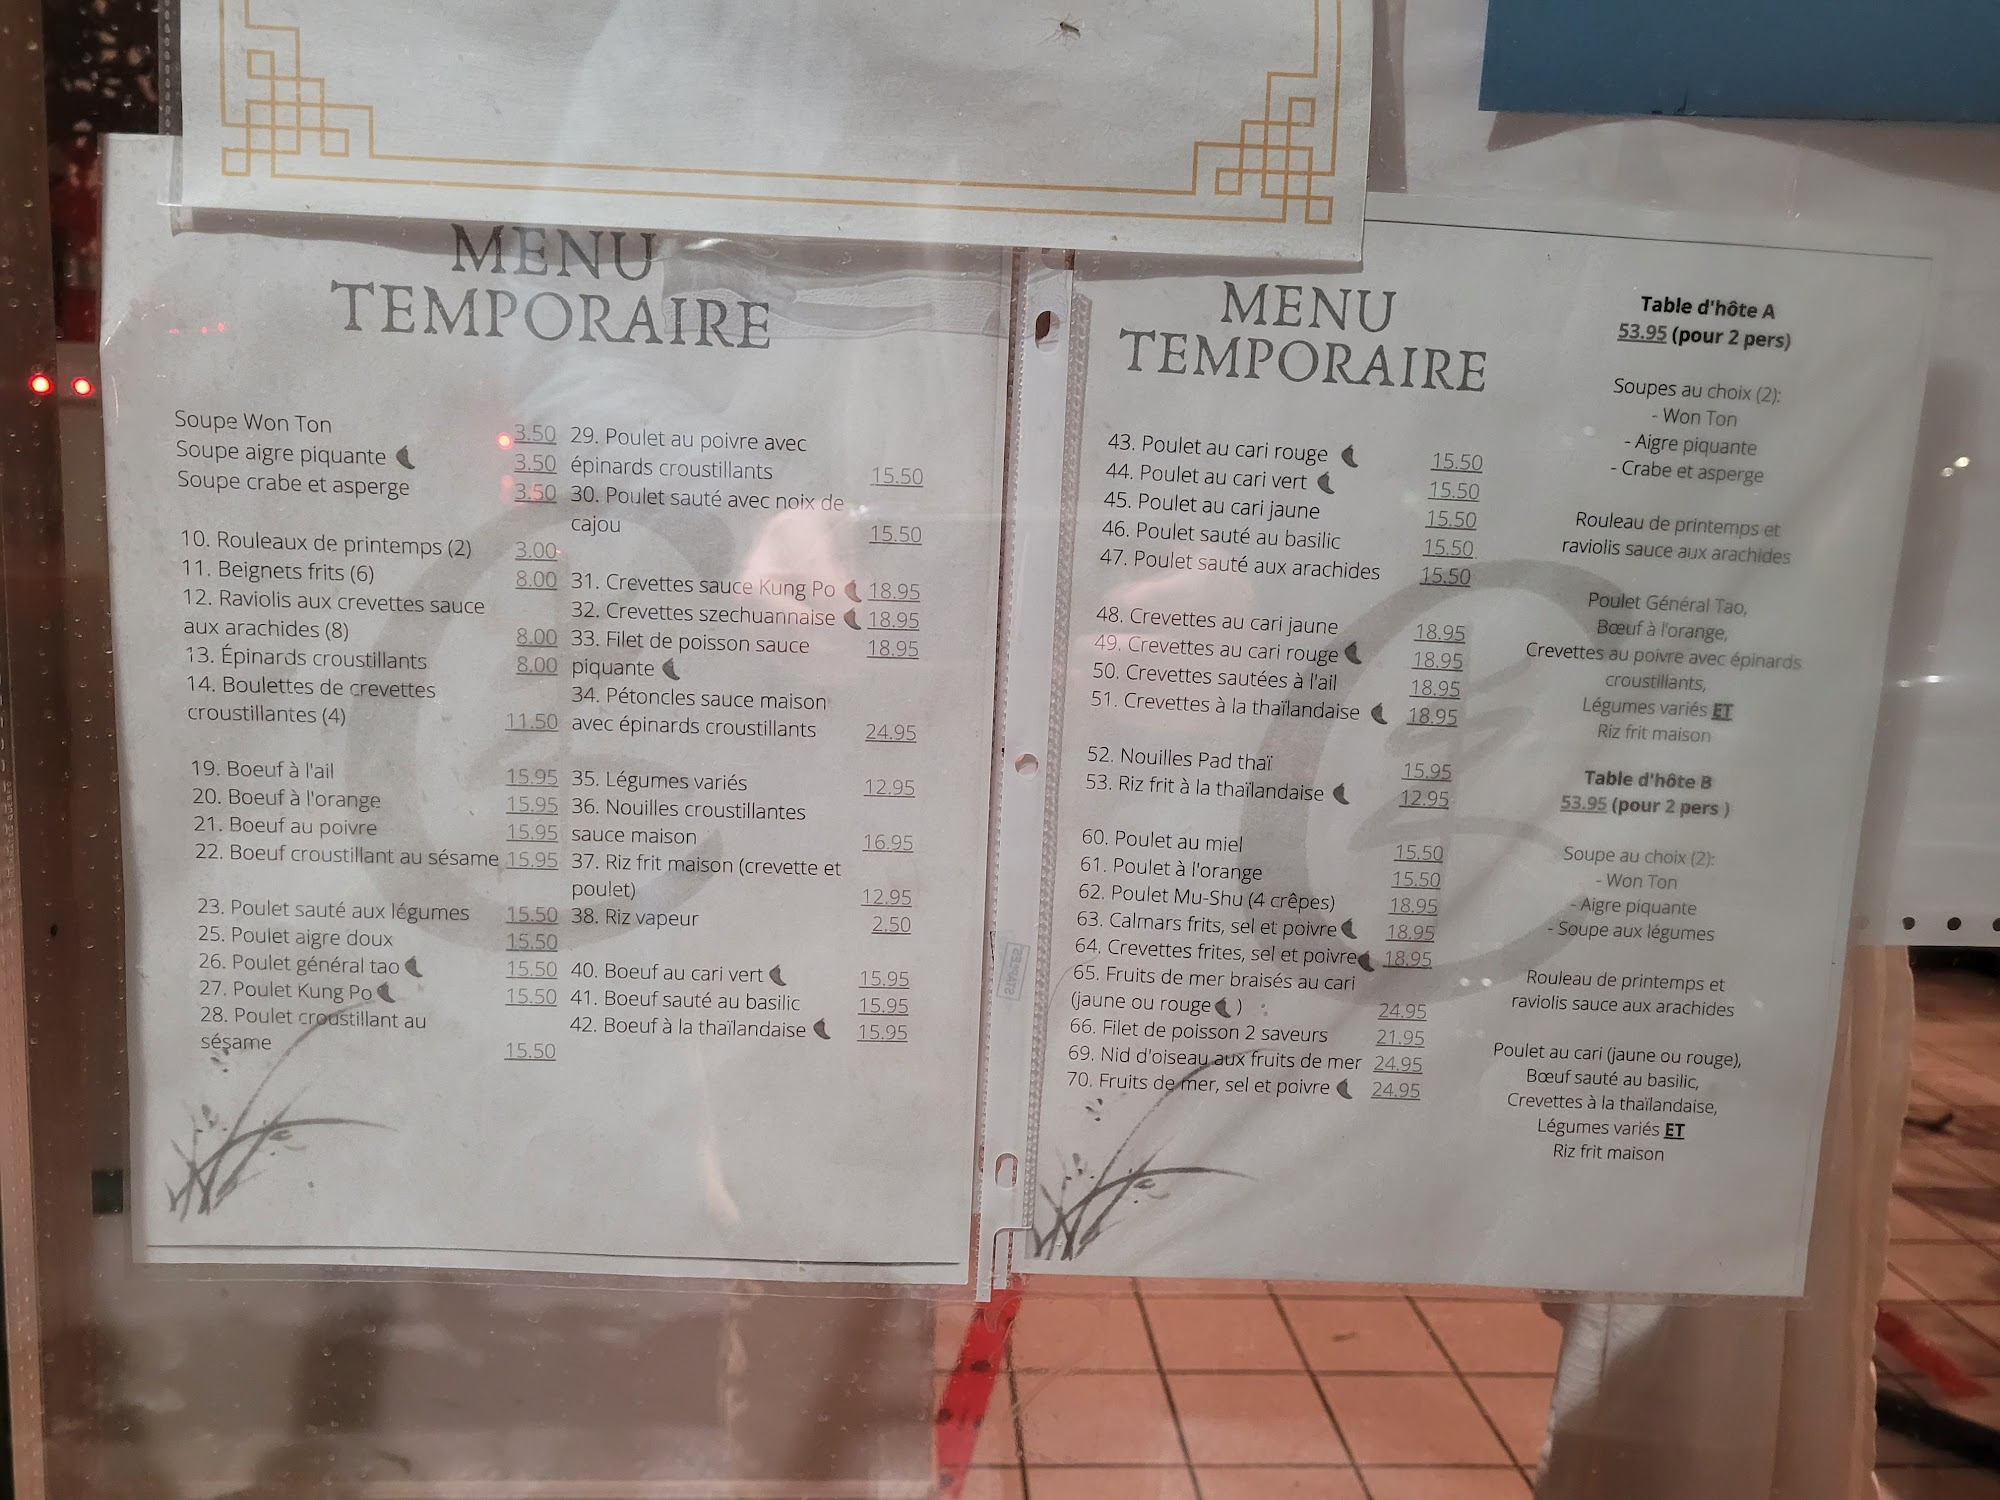 MENU
TEMPORAIRE
Soupe Won Ton 3.50
Soupe aigre piquante 3.50
Soupe crabe et asperge 3.50
10. Rouleaux de printemps (2) 3.00
11. Beignets frits (6) 8.00
12. Raviolis aux crevettes sauce
aux arachides (8) 8.00
13. Épinards croustillants 8.00
14. Boulettes de crevettes
croustillantes (4) 11.50
19. Boeuf à l'ail 15.95
20. Boeuf à l'orange 15.95
21. Boeuf au poivre 15.95
22. Boeuf croustillant au sésame 15.95
23. Poulet sauté aux légumes 15.50
25. Poulet aigre doux 15.50
26. Poulet général tao 15.50
27. Poulet Kung Po 15.50
28. Poulet croustillant au
sésame 15.50
29. Poulet au poivre avec
épinards croustillants 15.50
30. Poulet sauté avec noix de
cajou 15.50
31. Crevettes sauce Kung Po 18.95
32. Crevettes szechuannaise 18.95
33. Filet de poisson sauce 18.95
piquante
34. Pétoncles sauce maison
avec épinards croustillants 24.95
35. Légumes variés 12.95
36. Nouilles croustillantes
sauce maison 16.95
37. Riz frit maison (crevette et
poulet) 12.95
38. Riz vapeur 2.50
40. Boeuf au cari vert 15.95
41. Boeuf sauté au basilic 15.95
42. Boeuf à la thaïlandaise 15.95
MENU
TEMPORAIRE
43. Poulet au cari rouge 15.50
44. Poulet au cari vert 15.50
45. Poulet au cari jaune 15.50
46. Poulet sauté au basilic 15.50
47. Poulet sauté aux arachides 15.50
48. Crevettes au cari jaune 18.95
49. Crevettes au cari rouge 18.95
50. Crevettes sautées à l'ail 18.95
51. Crevettes à la thaïlandaise 18.95
52. Nouilles Pad thaï 15.95
53. Riz frit à la thaïlandaise 12.95
60. Poulet au miel 15.50
61. Poulet à l'orange 15.50
62. Poulet Mu-Shu (4 crêpes) 18.95
63. Calmars frits, sel et poivre 18.95
64. Crevettes frites, sel et poivre 18.95
65. Fruits de mer braisés au cari
(jaune ou rouge ) 24.95
66. Filet de poisson 2 saveurs 21.95
69. Nid d'oiseau aux fruits de mer 24.95
70. Fruits de mer, sel et poivre 24.95
Table d'hôte A
53.95 (pour 2 pers)
Soupes au choix (2):
- Won Ton
- Aigre piquante
- Crabe et asperge
Rouleau de printemps et
raviolis sauce aux arachides
Poulet Général Tao,
Bœuf à l'orange,
Crevettes au poivre avec épinards
croustillants,
Légumes variés ET
Riz frit maison
Table d'hôte B
53.95 (pour 2 pers )
Soupe au choix (2):
- Won Ton
- Aigre piquante
- Soupe aux légumes
Rouleau de printemps et
raviolis sauce aux arachides
Poulet au cari (jaune ou rouge),
Bœuf sauté au basilic,
Crevettes à la thaïlandaise,
Légumes variés ET
Riz frit maison